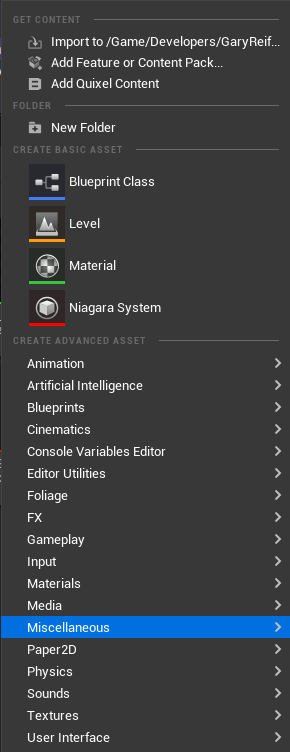 GET CONTENT
Import to /Game/Developers/GaryReif...
Add Feature or Content Pack...
Add Quixel Content
FOLDER
New Folder
CREATE BASIC ASSET
Blueprint Class
Level
Material
Niagara System
CREATE ADVANCED ASSET
Animation
Artificial Intelligence
Blueprints
Cinematics
Console Variables Editor
Editor Utilities
Foliage
FX
Gameplay
Input
Materials
Media
Miscellaneous
Paper2D
Physics
Sounds
Textures
User Interface